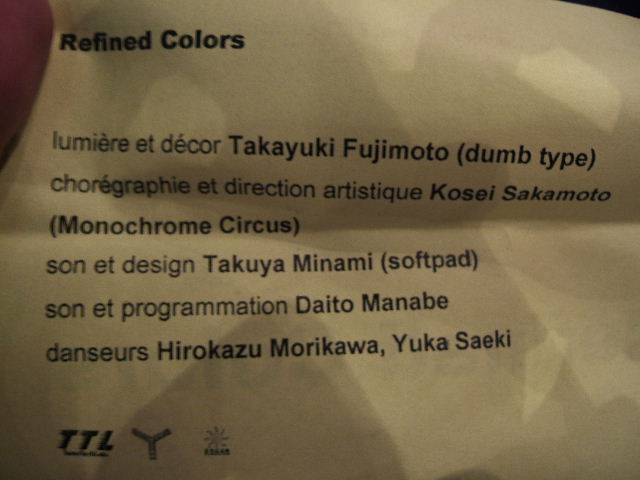 Refined Colors
lumière et décor Takayuki Fujimoto (dumb type)
chorégraphie et direction artistique Kosei Sakamoto
(Monochrome Circus)
son et design Takuya Minami (softpad)
son et programmation Daito Manabe
danseurs Hirokazu Morikawa, Yuka Saeki
TTL